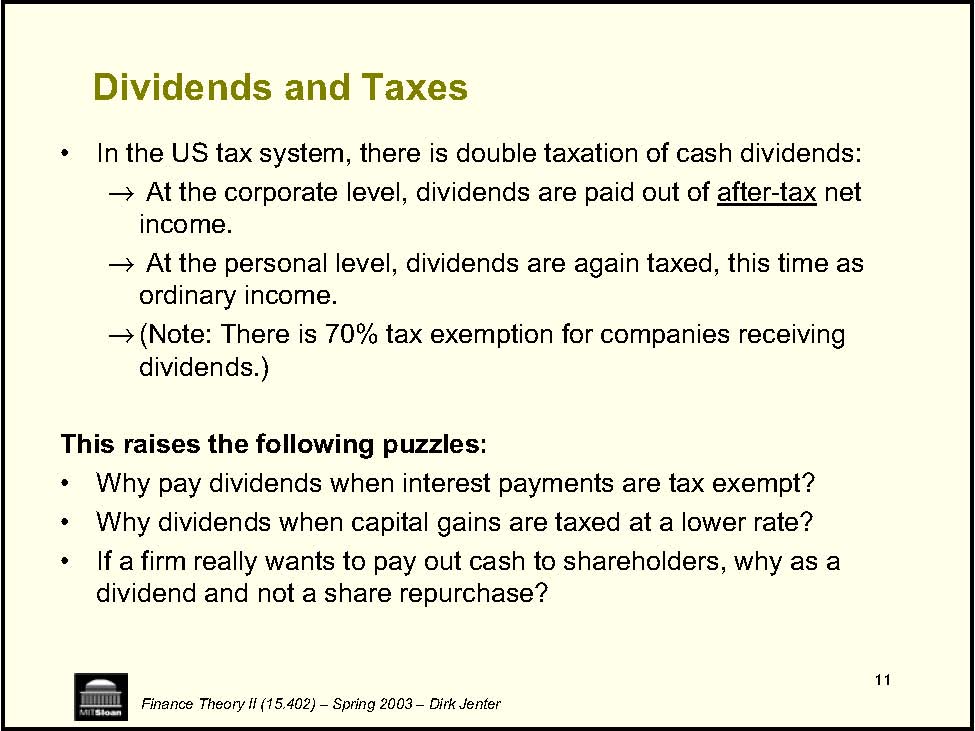 Dividends and Taxes
• In the US tax system, there is double taxation of cash dividends:
→ At the corporate level, dividends are paid out of after-tax net
income.
→ At the personal level, dividends are again taxed, this time as
ordinary income.
→ (Note: There is 70% tax exemption for companies receiving
dividends.)
This raises the following puzzles:
• Why pay dividends when interest payments are tax exempt?
• Why dividends when capital gains are taxed at a lower rate?
• If a firm really wants to pay out cash to shareholders, why as a
dividend and not a share repurchase?
11
MITSloan
Finance Theory II (15.402) – Spring 2003 – Dirk Jenter